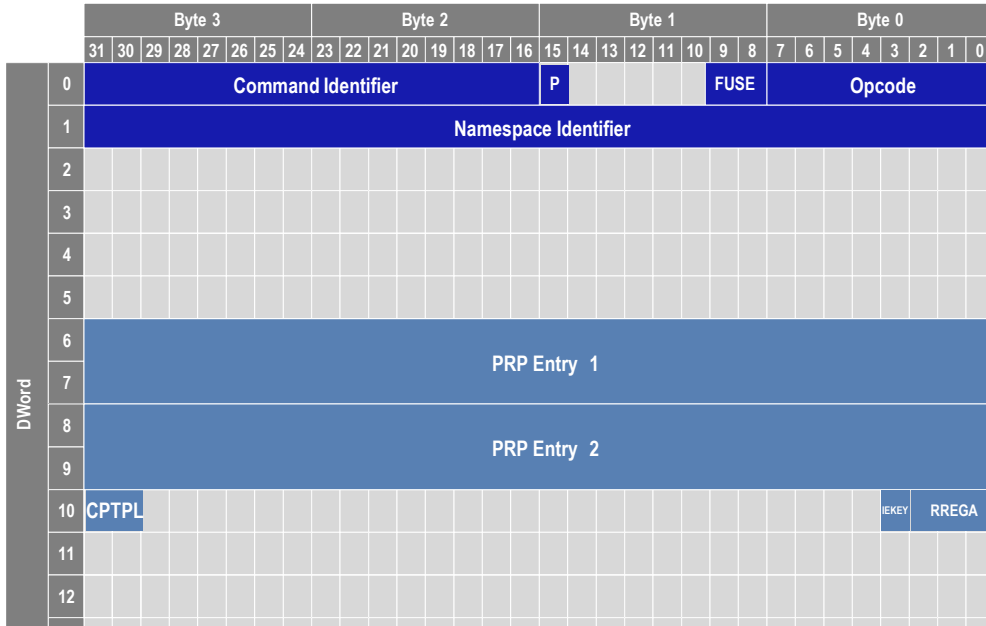 Byte 3 Byte 2 Byte 1 Byte 0
31 30 29 28 27 26 25 24 23 22 21 20 19 18 17 16 15 14 13 12 11 10 9 8 7 6 5 4 3 2 1 0
DWord
0 Command Identifier P FUSE Opcode
1 Namespace Identifier
2
3
4
5
6
PRP Entry 1
7
8
PRP Entry 2
9
10 CPTPL IEKEY RREGA
11
12